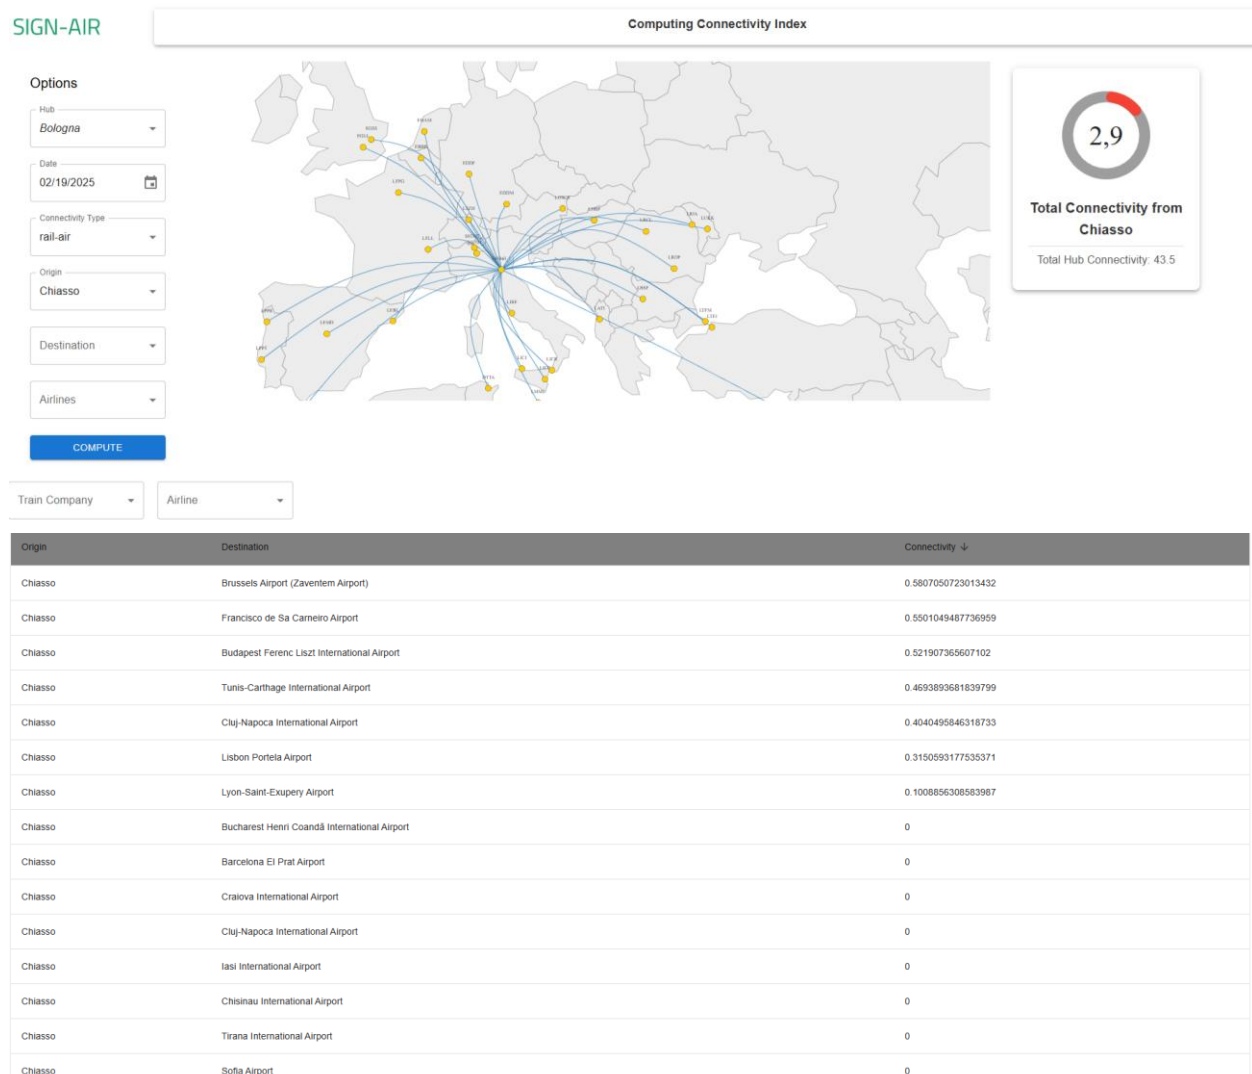 SIGN-AIR
Computing Connectivity Index
Options
Hub
Bologna
Date
02/19/2025
Connectivity Type
rail-air
Origin
Chiasso
Destination
Airlines
COMPUTE
2,9
Total Connectivity from
Chiasso
Total Hub Connectivity: 43.5
Train Company
Airline
Origin Destination Connectivity ↓
Chiasso Brussels Airport (Zaventem Airport) 0.5807050723013432
Chiasso Francisco de Sa Carneiro Airport 0.5501049487736959
Chiasso Budapest Ferenc Liszt International Airport 0.521907365607102
Chiasso Tunis-Carthage International Airport 0.4693893681839799
Chiasso Cluj-Napoca International Airport 0.4040495846318733
Chiasso Lisbon Portela Airport 0.3150593177535371
Chiasso Lyon-Saint-Exupery Airport 0.1008856308583987
Chiasso Bucharest Henri Coandă International Airport 0
Chiasso Barcelona El Prat Airport 0
Chiasso Craiova International Airport 0
Chiasso Cluj-Napoca International Airport 0
Chiasso Iasi International Airport 0
Chiasso Chisinau International Airport 0
Chiasso Tirana International Airport 0
Chiasso Sofia Airport 0